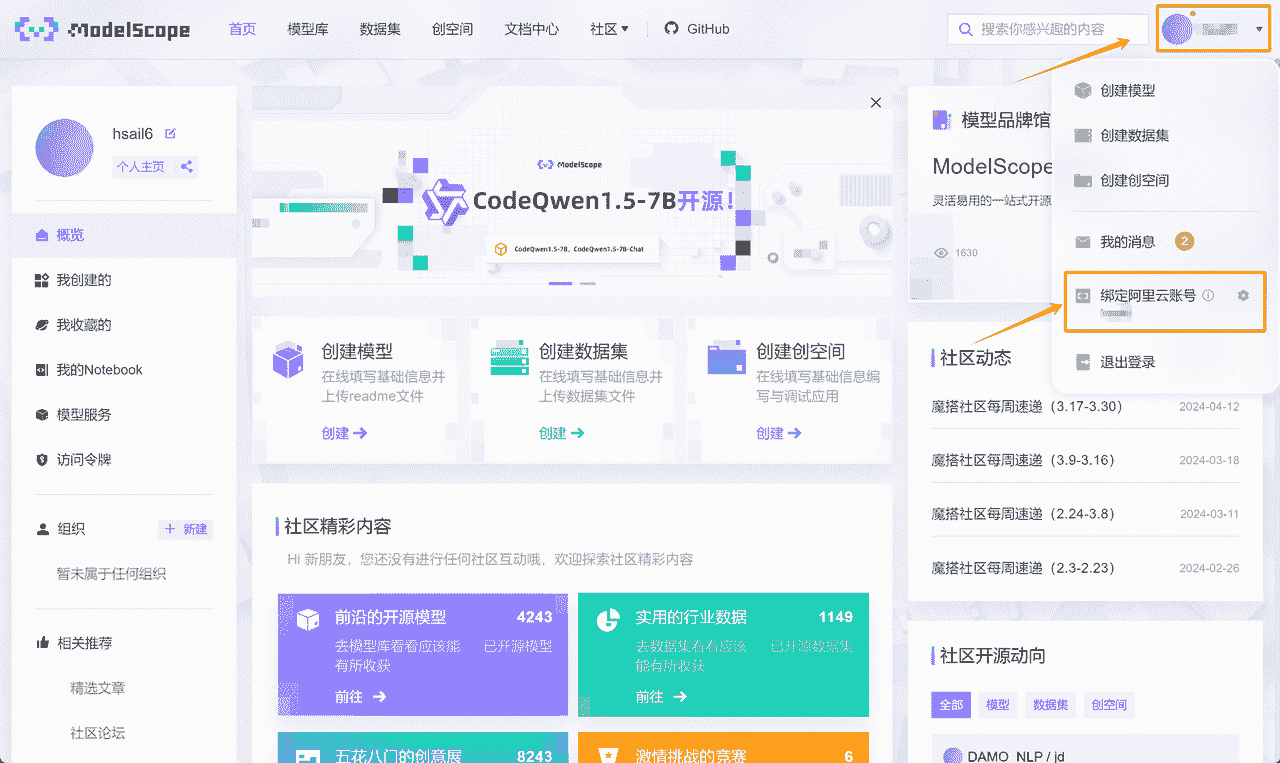 ModelScope
首页
模型库
数据集
创空间
文档中心
社区
GitHub
搜索你感兴趣的内容
hsail6
个人主页
概览
我创建的
我收藏的
我的Notebook
模型服务
访问令牌
组织
+ 新建
暂未属于任何组织
相关推荐
精选文章
社区论坛
ModelScope
CodeQwen1.5-7B开源!
CodeQwen1.5-7B, CodeQwen1.5-7B-Chat
创建模型
在线填写基础信息并
上传readme文件
创建
创建数据集
在线填写基础信息并
上传数据集文件
创建
创建创空间
在线填写基础信息编
写与调试应用
创建
社区精彩内容
Hi 新朋友，您还没有进行任何社区互动哦，欢迎探索社区精彩内容
前沿的开源模型 4243
去模型库看看应该能 已开源模型
有所收获
前往
实用的行业数据 1149
去数据集看看应该 已开源数据集
能有所收获
前往
五花八门的创意展 8243
激情挑战的竞赛 6
模型品牌馆
ModelScope
灵活易用的一站式开源
1630
创建模型
创建数据集
创建创空间
我的消息 2
绑定阿里云账号
退出登录
社区动态
魔搭社区每周速递（3.17-3.30） 2024-04-12
魔搭社区每周速递（3.9-3.16） 2024-03-18
魔搭社区每周速递（2.24-3.8） 2024-03-11
魔搭社区每周速递（2.3-2.23） 2024-02-26
社区开源动向
全部
模型
数据集
创空间
DAMO_NLP / jd